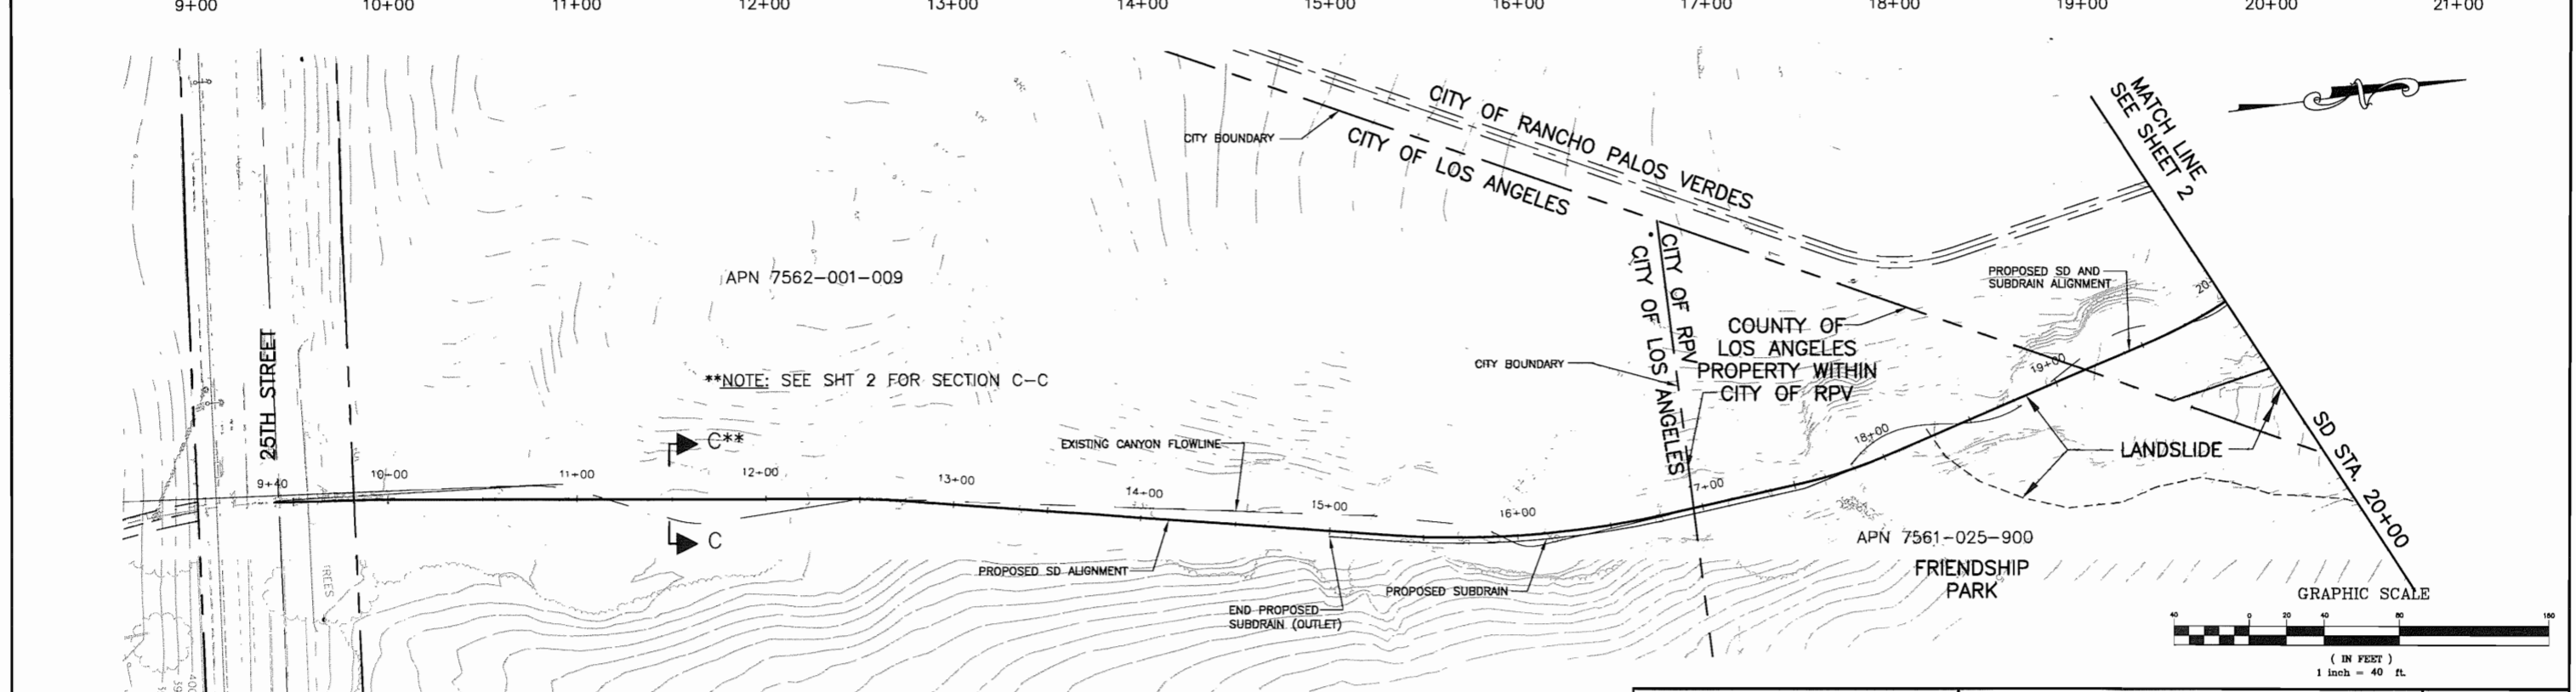 9+00 10+00 11+00 12+00 13+00 14+00 15+00 16+00 17+00 18+00 19+00 20+00 21+00
CITY OF RANCHO PALOS VERDES
CITY BOUNDARY
CITY OF LOS ANGELES
MATCH LINE
SEE SHEET 2
APN 7562-001-009
CITY OF RPV
CITY OF LOS ANGELES
PROPOSED SD AND
SUBDRAIN ALIGNMENT
COUNTY OF
LOS ANGELES
PROPERTY WITHIN
CITY OF RPV
25TH STREET
**NOTE: SEE SHT 2 FOR SECTION C-C
CITY BOUNDARY
C**
EXISTING CANYON FLOWLINE
LANDSLIDE
9+40
10+00
11+00
12+00
13+00
14+00
15+00
16+00
17+00
18+00
19+00
20
SD STA. 20+00
C
PROPOSED SD ALIGNMENT
END PROPOSED
SUBDRAIN (OUTLET)
PROPOSED SUBDRAIN
APN 7561-025-900
FRIENDSHIP
PARK
TREES
GRAPHIC SCALE
40 0 20 40 80 160
( IN FEET )
1 inch = 40 ft.